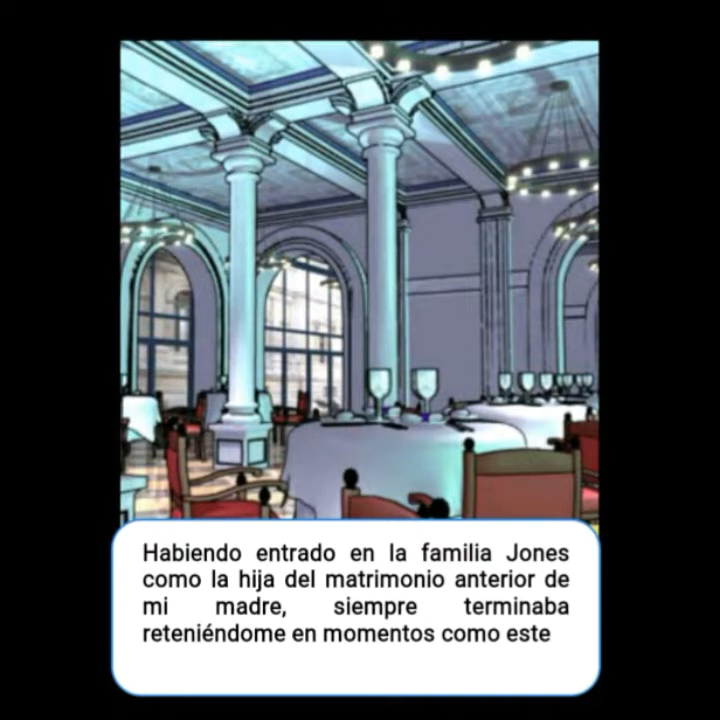 Habiendo entrado en la familia Jones
como la hija del matrimonio anterior de
mi madre, siempre terminaba
reteniéndome en momentos como este